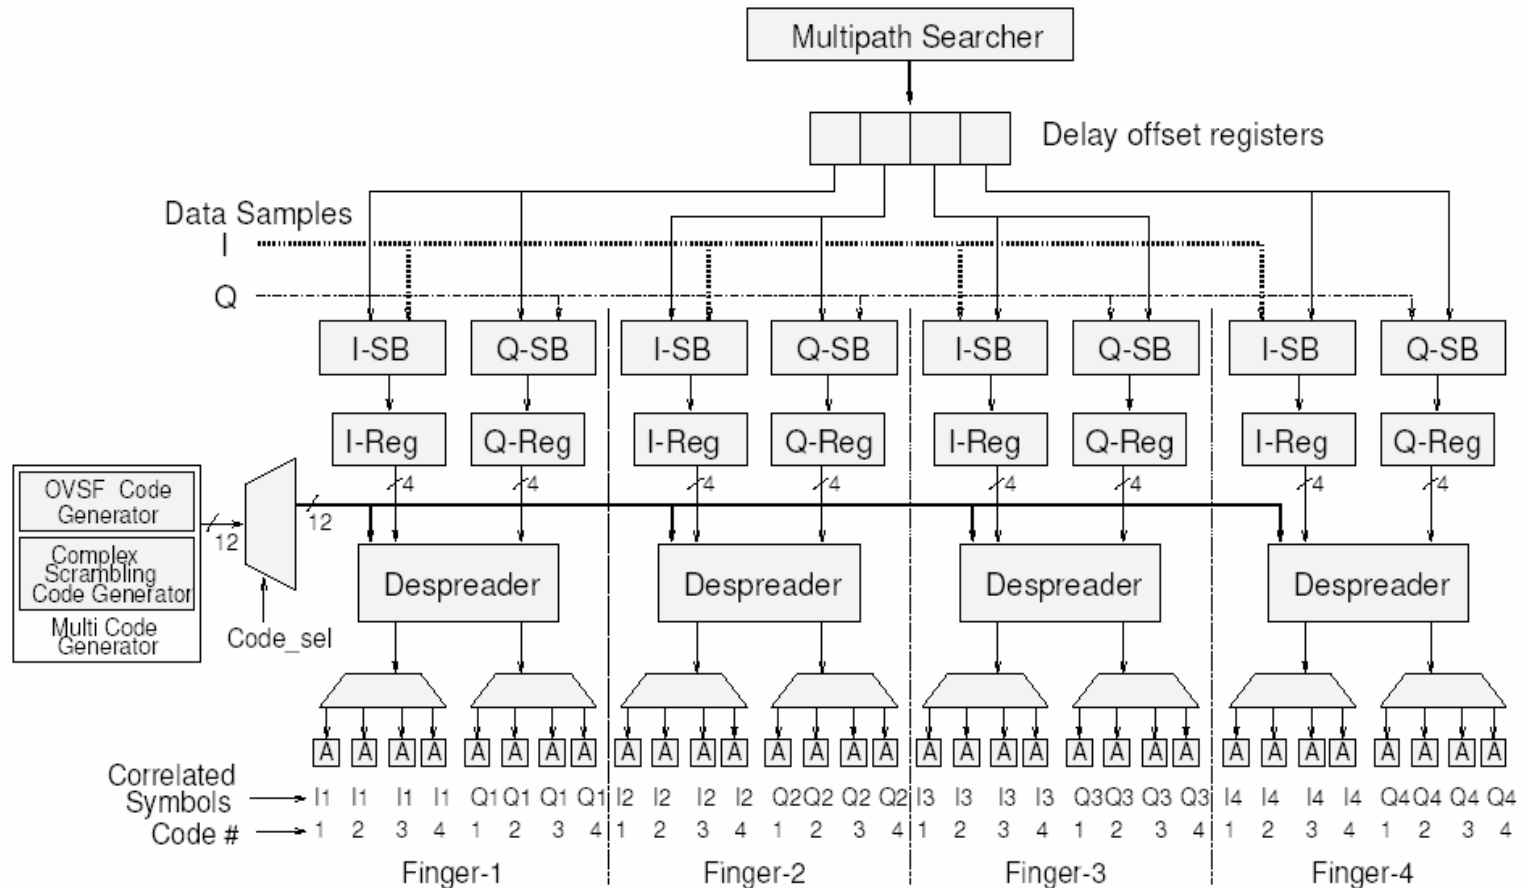 Multipath Searcher
Delay offset registers
Data Samples
I
Q
I-SB Q-SB I-SB Q-SB I-SB Q-SB I-SB Q-SB
I-Reg Q-Reg I-Reg Q-Reg I-Reg Q-Reg I-Reg Q-Reg
4 4 4 4 4 4 4 4
OVSF Code
Generator
12
12
Complex
Scrambling
Code Generator
Multi Code
Generator
Code_sel
Despreader Despreader Despreader Despreader
A A A A A A A A A A A A A A A A A A A A A A A A A A A A A A A A
Correlated
Symbols
I1 I1 I1 I1 Q1 Q1 Q1 Q1 I2 I2 I2 I2 Q2 Q2 Q2 Q2 I3 I3 I3 I3 Q3 Q3 Q3 Q3 I4 I4 I4 I4 Q4 Q4 Q4 Q4
Code # 1 2 3 4 1 2 3 4 1 2 3 4 1 2 3 4 1 2 3 4 1 2 3 4 1 2 3 4 1 2 3 4
Finger-1 Finger-2 Finger-3 Finger-4